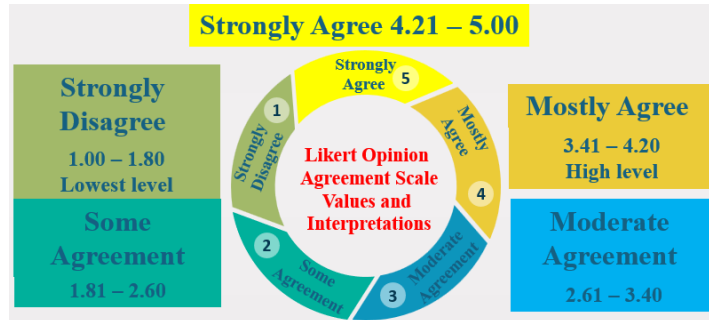 Strongly Agree 4.21 – 5.00
Strongly
Disagree
1.00 – 1.80
Lowest level
Some
Agreement
1.81 – 2.60
Strongly
Agree
5
Mostly
Agree
4
Moderate
Agreement
3
Some
Agreement
2
Strongly
Disagree
1
Likert Opinion
Agreement Scale
Values and
Interpretations
Mostly Agree
3.41 – 4.20
High level
Moderate
Agreement
2.61 – 3.40